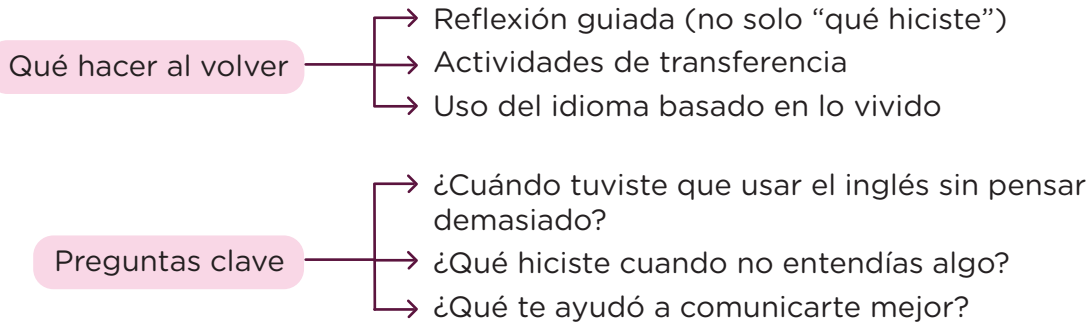 Qué hacer al volver
Reflexión guiada (no solo “qué hiciste”)
Actividades de transferencia
Uso del idioma basado en lo vivido
Preguntas clave
¿Cuándo tuviste que usar el inglés sin pensar
demasiado?
¿Qué hiciste cuando no entendías algo?
¿Qué te ayudó a comunicarte mejor?